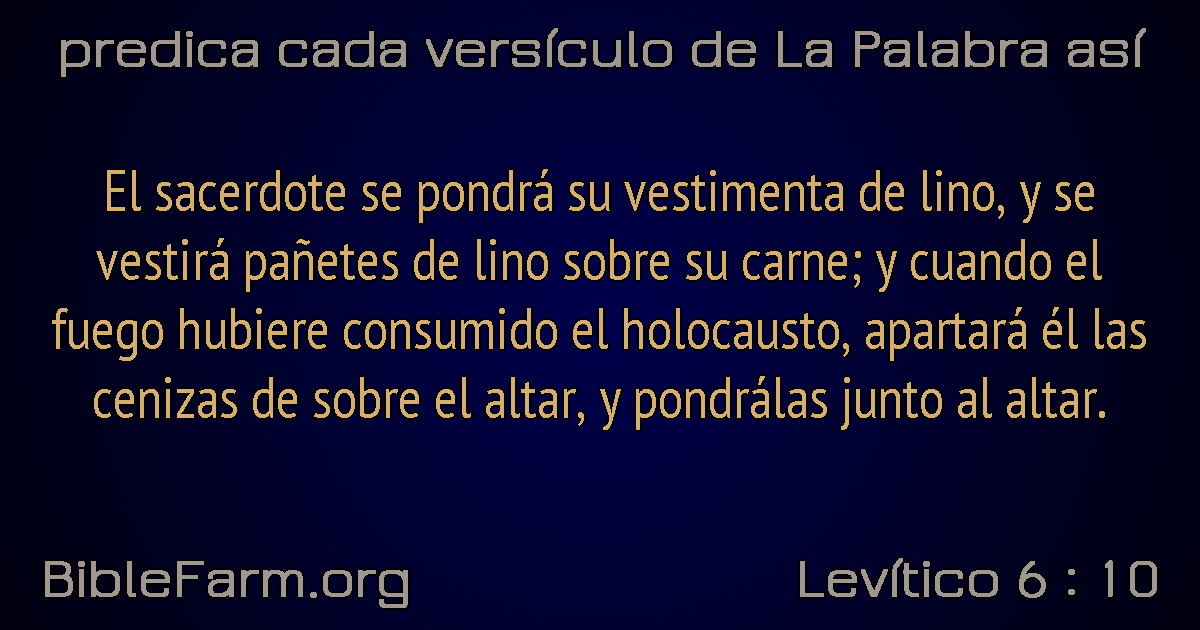 predica cada versículo de La Palabra así
El sacerdote se pondrá su vestimenta de lino, y se
vestirá pañetes de lino sobre su carne; y cuando el
fuego hubiere consumido el holocausto, apartará él las
cenizas de sobre el altar, y pondrálas junto al altar.
BibleFarm.org
Levítico 6 : 10